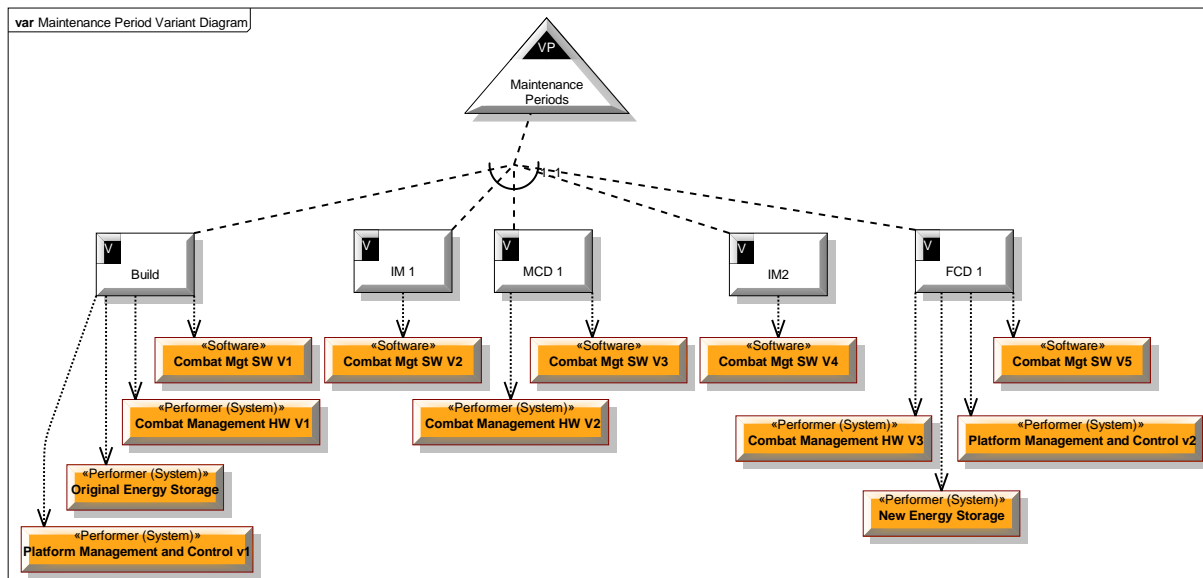 var Maintenance Period Variant Diagram
VP
Maintenance
Periods
1:1
V
Build
V
IM 1
V
MCD 1
V
IM2
V
FCD 1
«Software»
Combat Mgt SW V1
«Software»
Combat Mgt SW V2
«Software»
Combat Mgt SW V3
«Software»
Combat Mgt SW V4
«Software»
Combat Mgt SW V5
«Performer (System)»
Combat Management HW V1
«Performer (System)»
Combat Management HW V2
«Performer (System)»
Combat Management HW V3
«Performer (System)»
Platform Management and Control v2
«Performer (System)»
Original Energy Storage
«Performer (System)»
New Energy Storage
«Performer (System)»
Platform Management and Control v1